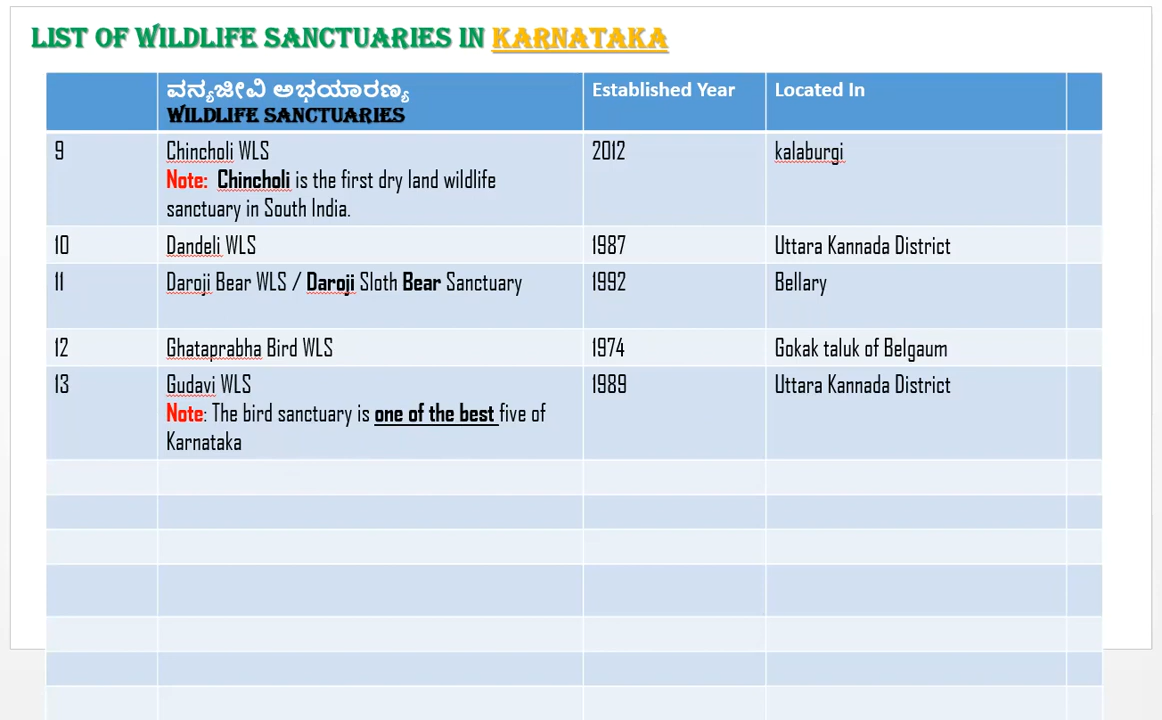 LIST OF WILDLIFE SANCTUARIES IN KARNATAKA
ವನ್ಯಜೀವಿ ಅಭಯಾರಣ್ಯ
WILDLIFE SANCTUARIES
Established Year
Located In
9
Chincholi WLS
Note: Chincholi is the first dry land wildlife
sanctuary in South India.
2012
kalaburgi
10
Dandeli WLS
1987
Uttara Kannada District
11
Daroji Bear WLS / Daroji Sloth Bear Sanctuary
1992
Bellary
12
Ghataprabha Bird WLS
1974
Gokak taluk of Belgaum
13
Gudavi WLS
Note: The bird sanctuary is one of the best five of
Karnataka
1989
Uttara Kannada District